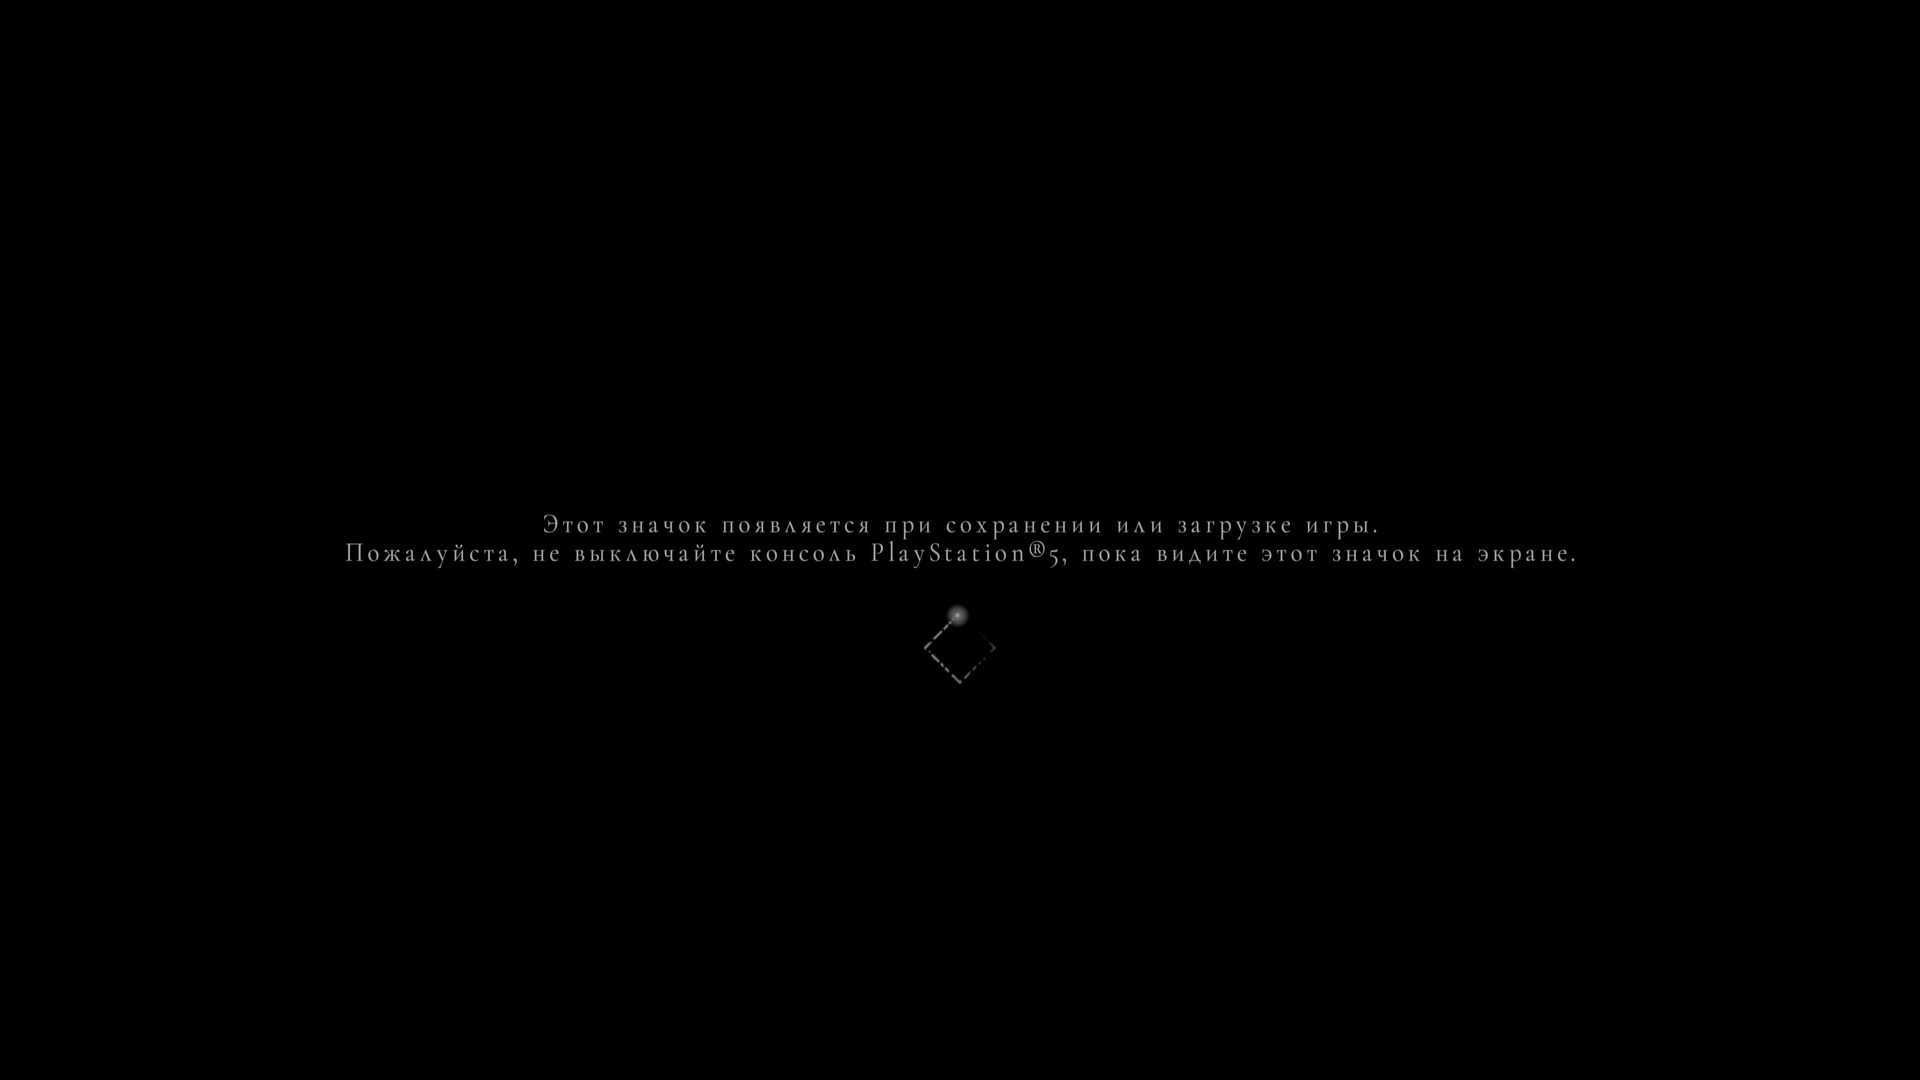 Этот значок появляется при сохранении или загрузке игры.
Пожалуйста, не выключайте консоль PlayStation®5, пока видите этот значок на экране.